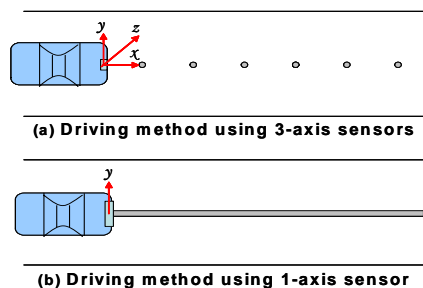 y
z
x
(a) Driving method using 3-axis sensors
y
(b) Driving method using 1-axis sensor